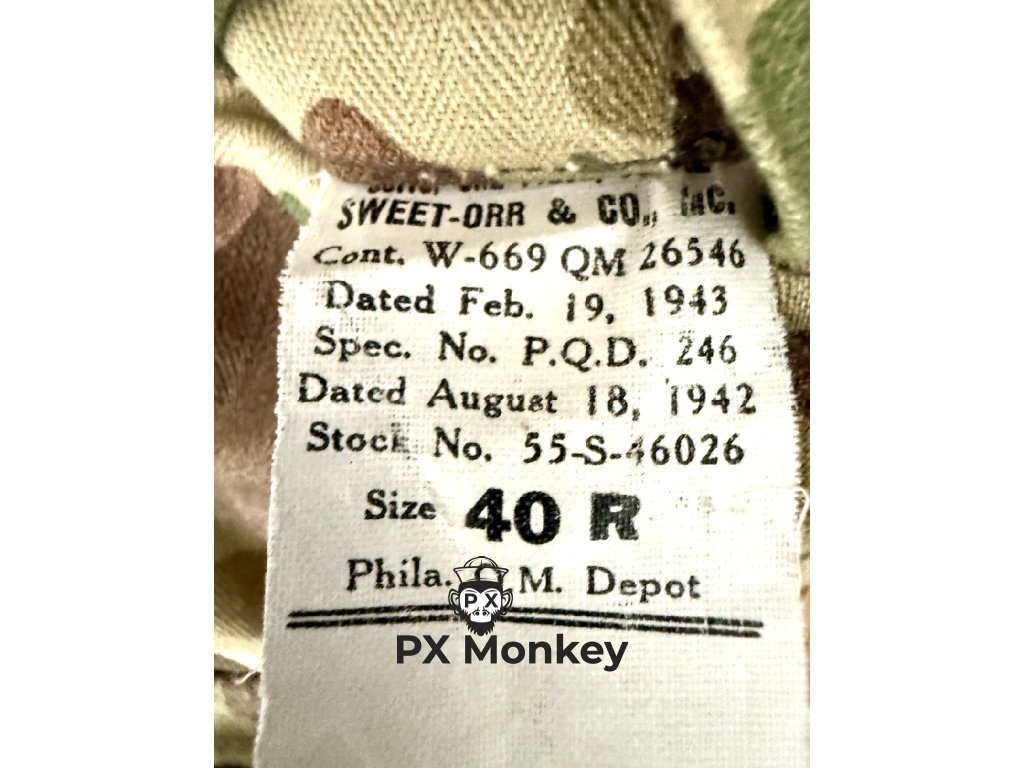 SWEET-ORR & CO., INC.
Cont. W-669 QM 26546
Dated Feb. 19, 1943
Spec. No. P.Q.D. 246
Dated August 18, 1942
Stock No. 55-S-46026
Size 40 R
Phila. Q. M. Depot
PX
PX Monkey